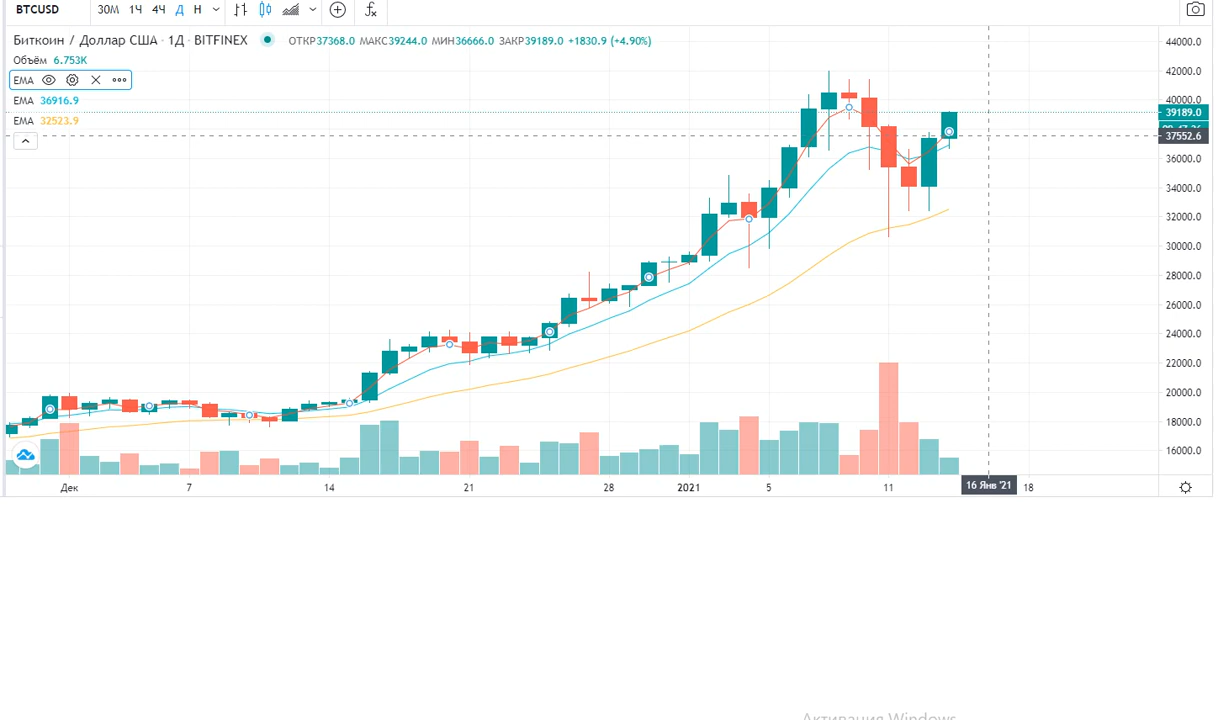 BTCUSD 30М 1Ч 4Ч Д Н
Биткоин / Доллар США · 1Д · BITFINEX ОТКР37368.0 МАКС39244.0 МИН36666.0 ЗАКР39189.0 +1830.9 (+4.90%)
Объём 6.753K
EMA
EMA 36916.9
EMA 32523.9
44000.0
42000.0
40000.0
39189.0
37552.6
36000.0
34000.0
32000.0
30000.0
28000.0
26000.0
24000.0
22000.0
20000.0
18000.0
16000.0
Дек 7 14 21 28 2021 5 11 16 Янв '21 18
Активация Windows